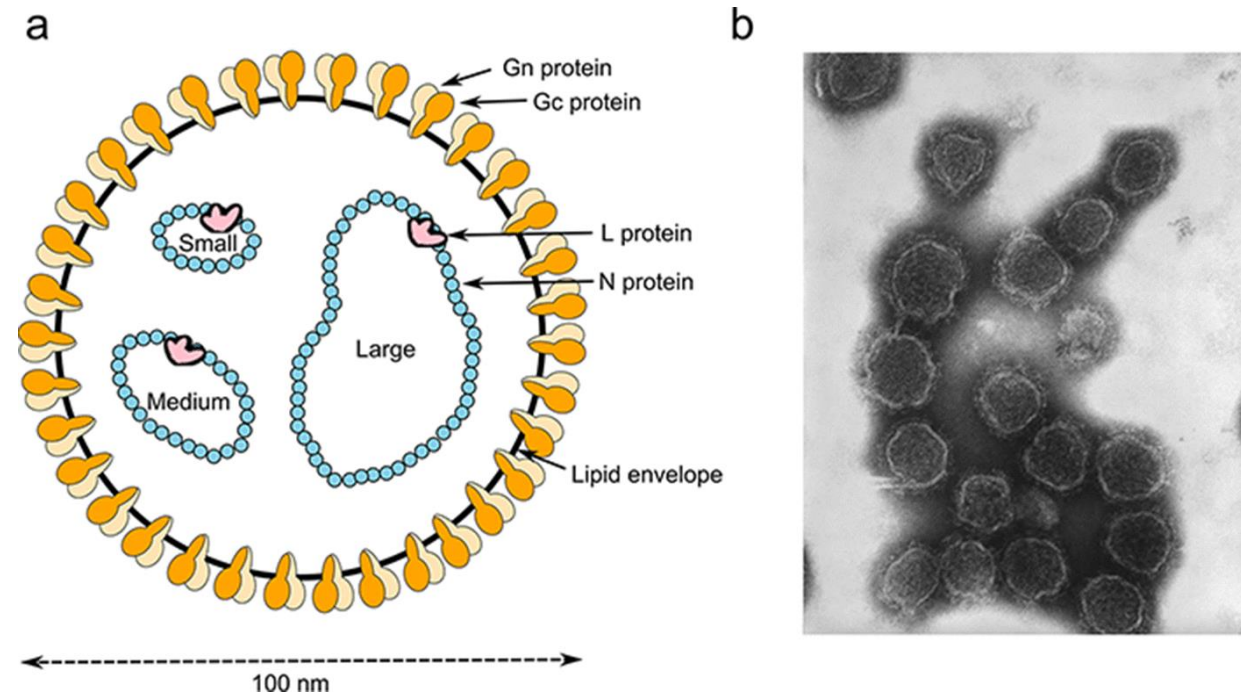 a
b
Gn protein
Gc protein
Small
L protein
N protein
Large
Medium
Lipid envelope
100 nm